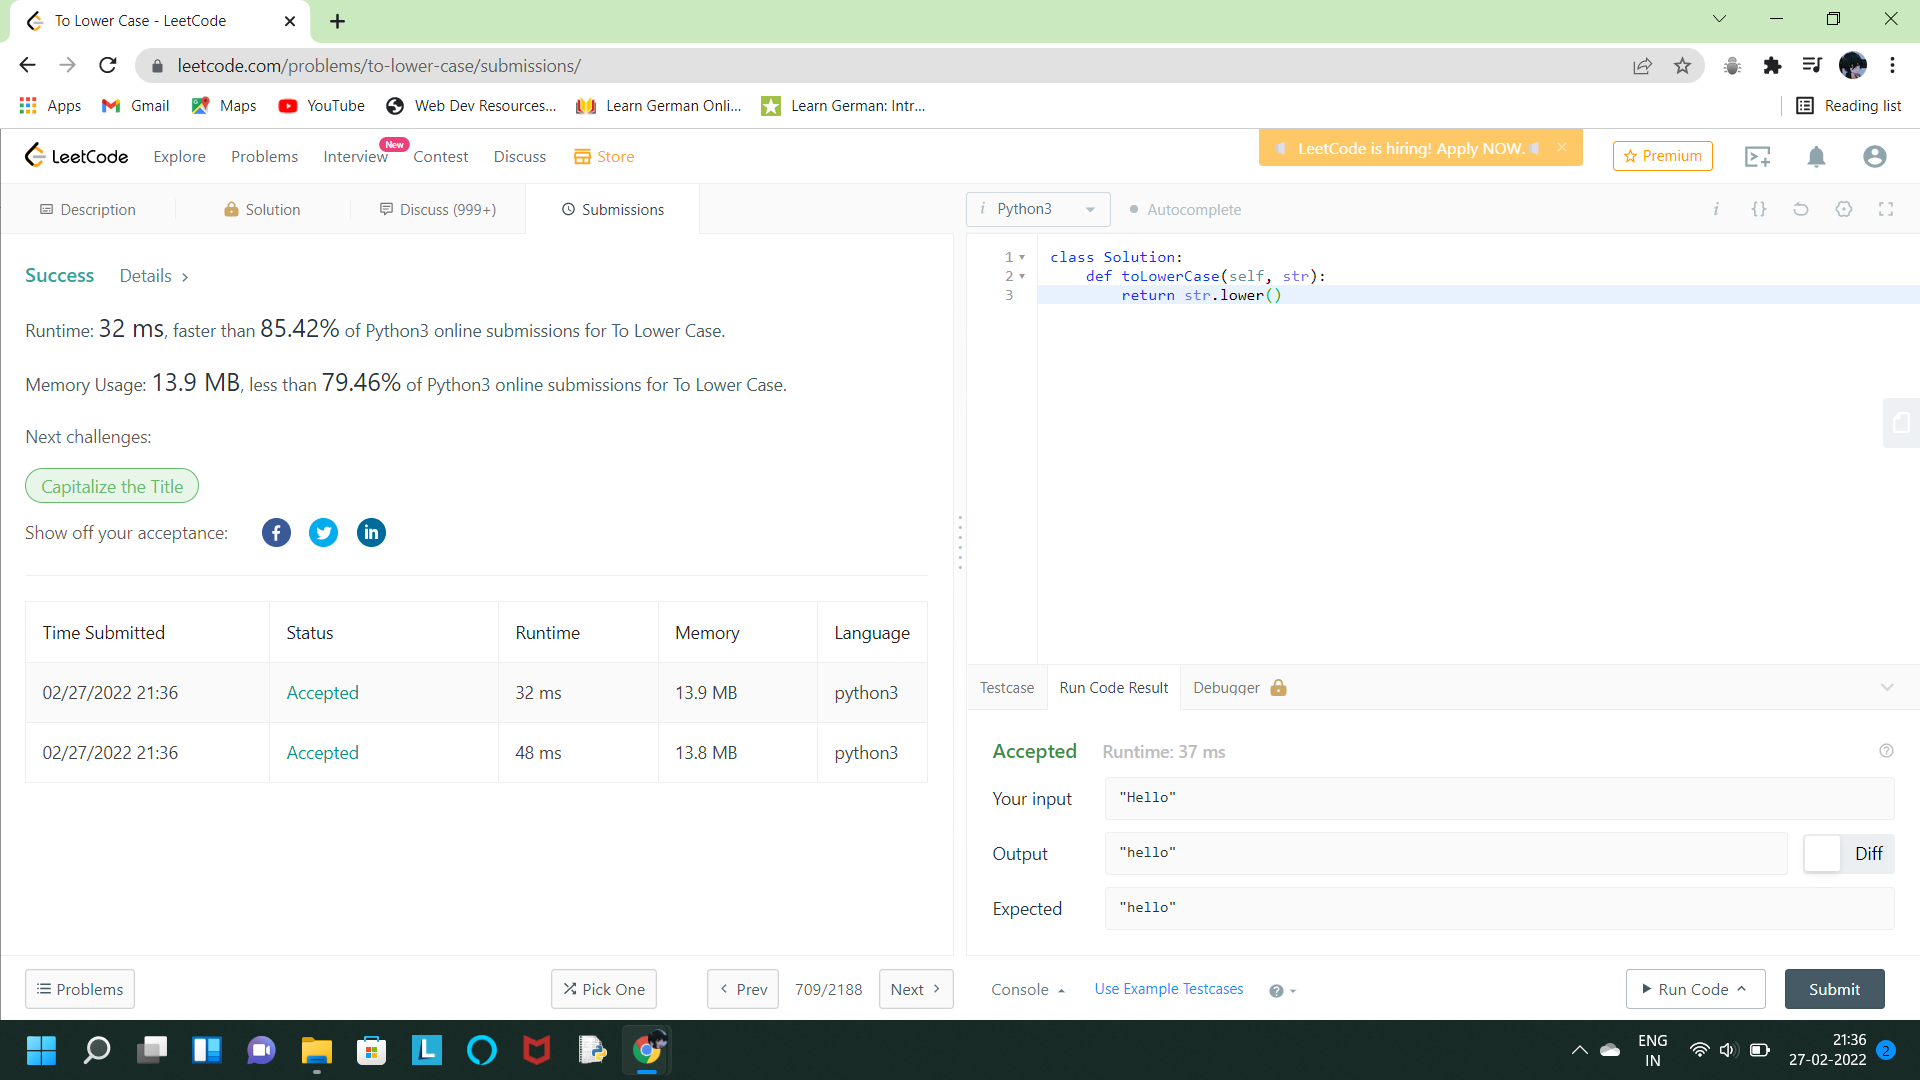 To Lower Case - LeetCode
leetcode.com/problems/to-lower-case/submissions/
Apps Gmail Maps YouTube Web Dev Resources... Learn German Onli... Learn German: Intr... Reading list
LeetCode Explore Problems Interview New Contest Discuss Store LeetCode is hiring! Apply NOW. Premium
Description Solution Discuss (999+) Submissions
Success Details
Runtime: 32 ms, faster than 85.42% of Python3 online submissions for To Lower Case.
Memory Usage: 13.9 MB, less than 79.46% of Python3 online submissions for To Lower Case.
Next challenges:
Capitalize the Title
Show off your acceptance:
Time Submitted Status Runtime Memory Language
02/27/2022 21:36 Accepted 32 ms 13.9 MB python3
02/27/2022 21:36 Accepted 48 ms 13.8 MB python3
Problems Pick One Prev 709/2188 Next
i Python3 Autocomplete i {}
1 class Solution:
2 def toLowerCase(self, str):
3 return str.lower()
Testcase Run Code Result Debugger
Accepted Runtime: 37 ms
Your input "Hello"
Output "hello" Diff
Expected "hello"
Console Use Example Testcases Run Code Submit
ENG
IN
21:36
27-02-2022
2